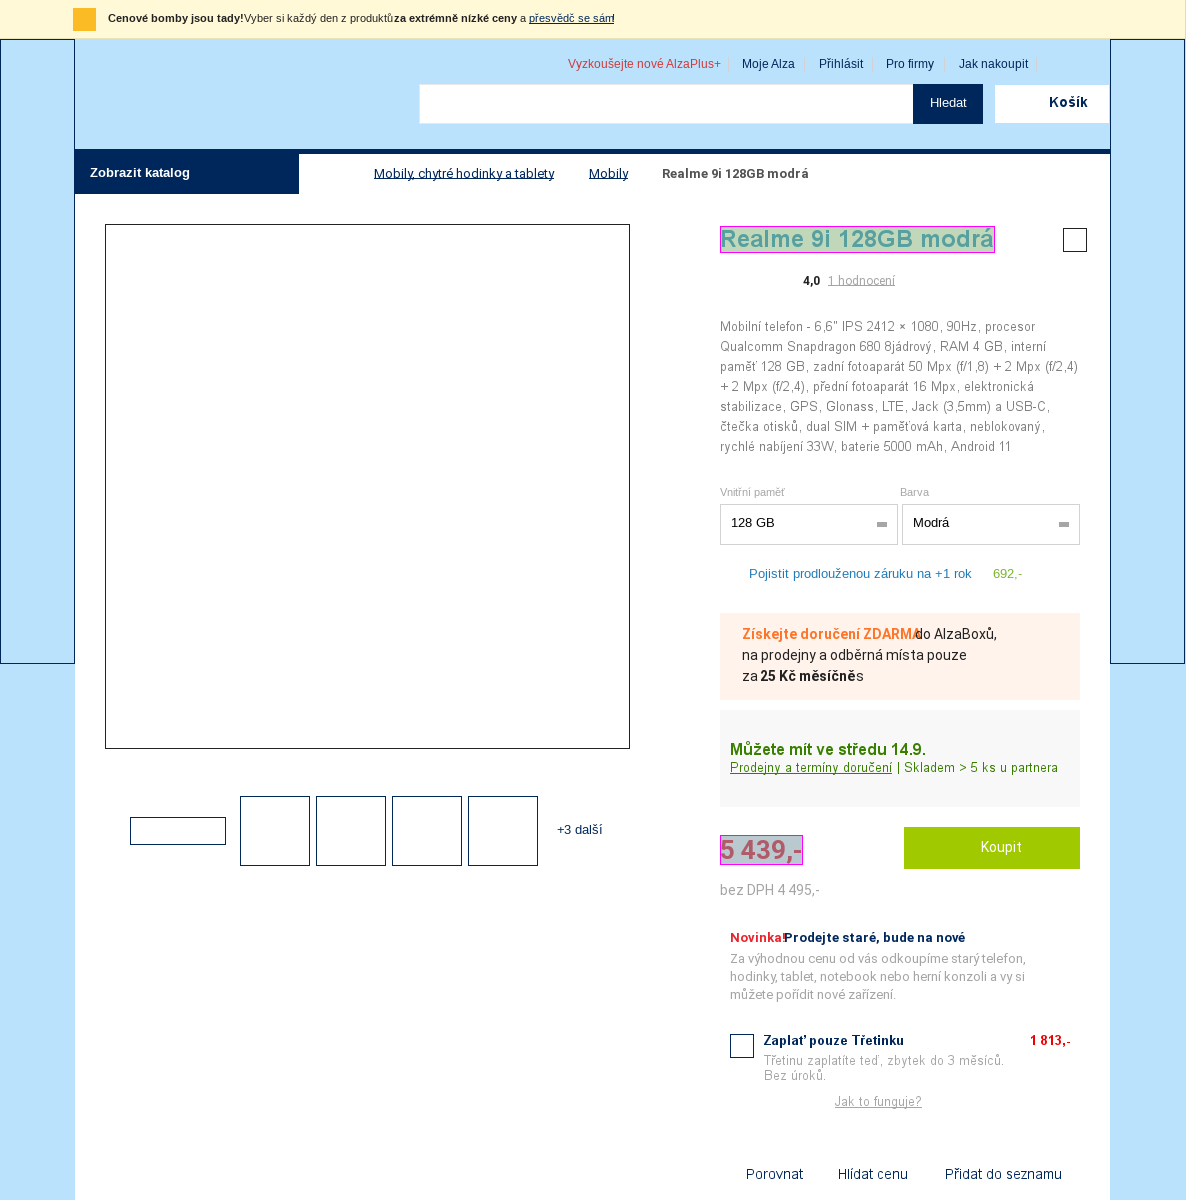 Cenové bomby jsou tady! Vyber si každý den z produktů za extrémně nízké ceny a přesvědč se sám!
Vyzkoušejte nové AlzaPlus+ Moje Alza Přihlásit Pro firmy Jak nakoupit
Hledat Košík
Zobrazit katalog Mobily, chytré hodinky a tablety Mobily Realme 9i 128GB modrá
Realme 9i 128GB modrá
4,0 1 hodnocení
Mobilní telefon - 6,6" IPS 2412 × 1080, 90Hz, procesor
Qualcomm Snapdragon 680 8jádrový, RAM 4 GB, interní
paměť 128 GB, zadní fotoaparát 50 Mpx (f/1,8) + 2 Mpx (f/2,4)
+ 2 Mpx (f/2,4), přední fotoaparát 16 Mpx, elektronická
stabilizace, GPS, Glonass, LTE, Jack (3,5mm) a USB-C,
čtečka otisků, dual SIM + paměťová karta, neblokovaný,
rychlé nabíjení 33W, baterie 5000 mAh, Android 11
Vnitřní paměť Barva
128 GB Modrá
Pojistit prodlouženou záruku na +1 rok 692,-
Získejte doručení ZDARMA do AlzaBoxů,
na prodejny a odběrná místa pouze
za 25 Kč měsíčně s
Můžete mít ve středu 14.9.
Prodejny a termíny doručení | Skladem > 5 ks u partnera
+3 další
5 439,- Koupit
bez DPH 4 495,-
Novinka! Prodejte staré, bude na nové
Za výhodnou cenu od vás odkoupíme starý telefon,
hodinky, tablet, notebook nebo herní konzoli a vy si
můžete pořídit nové zařízení.
Zaplať pouze Třetinku 1 813,-
Třetinu zaplatíte teď, zbytek do 3 měsíců.
Bez úroků.
Jak to funguje?
Porovnat Hlídat cenu Přidat do seznamu